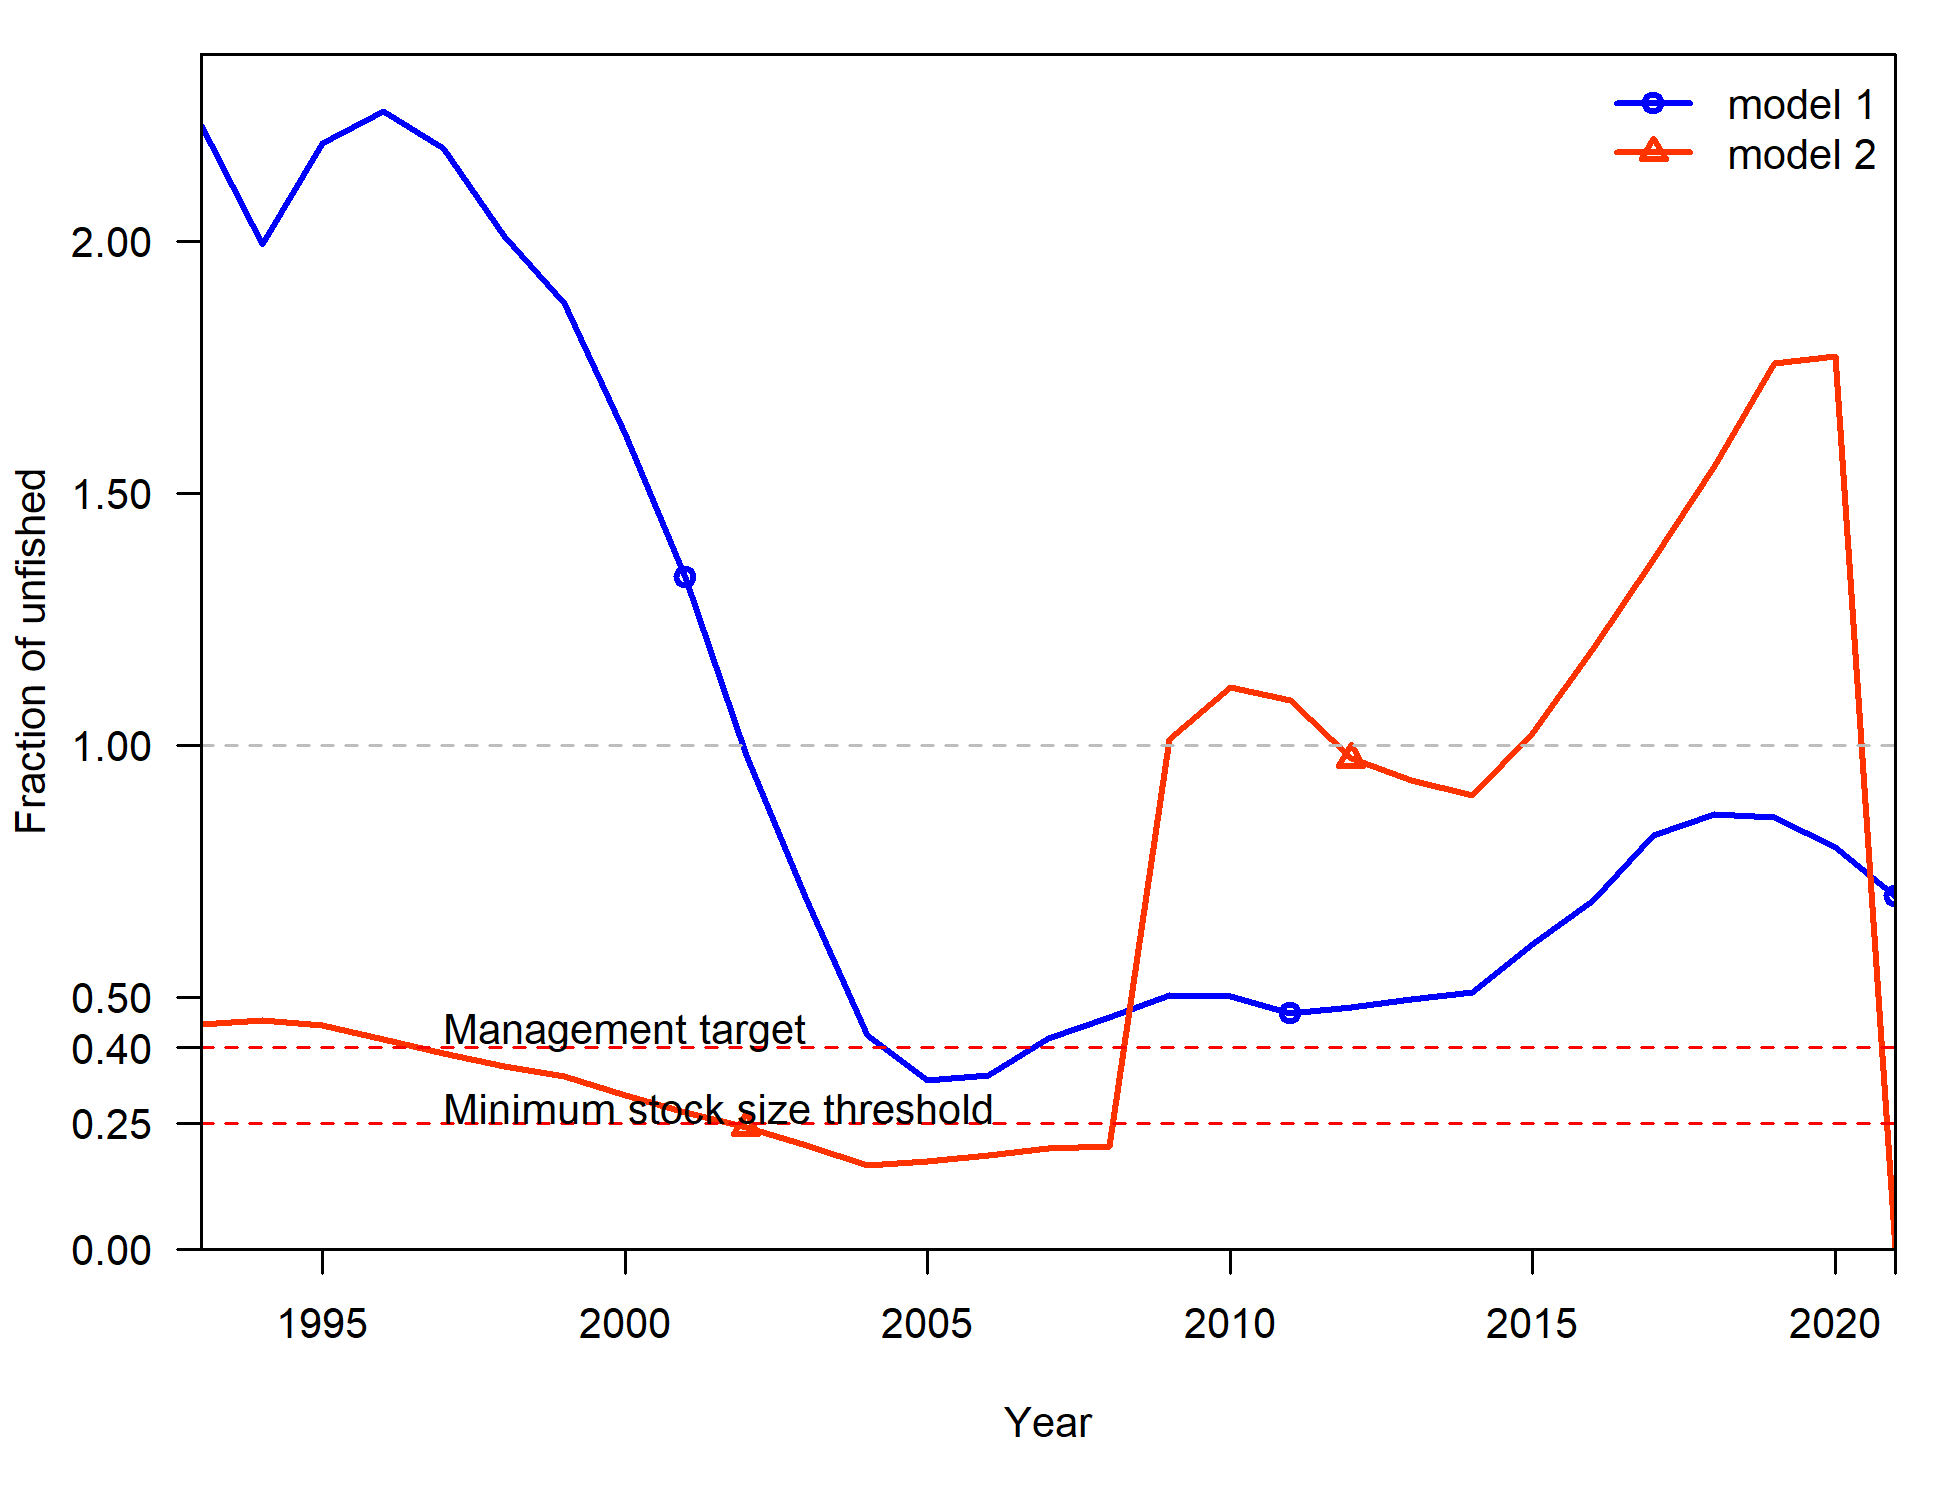 model 1
model 2
Fraction of unfished
2.00
1.50
1.00
0.50
0.40
0.25
0.00
Management target
Minimum stock size threshold
1995 2000 2005 2010 2015 2020
Year